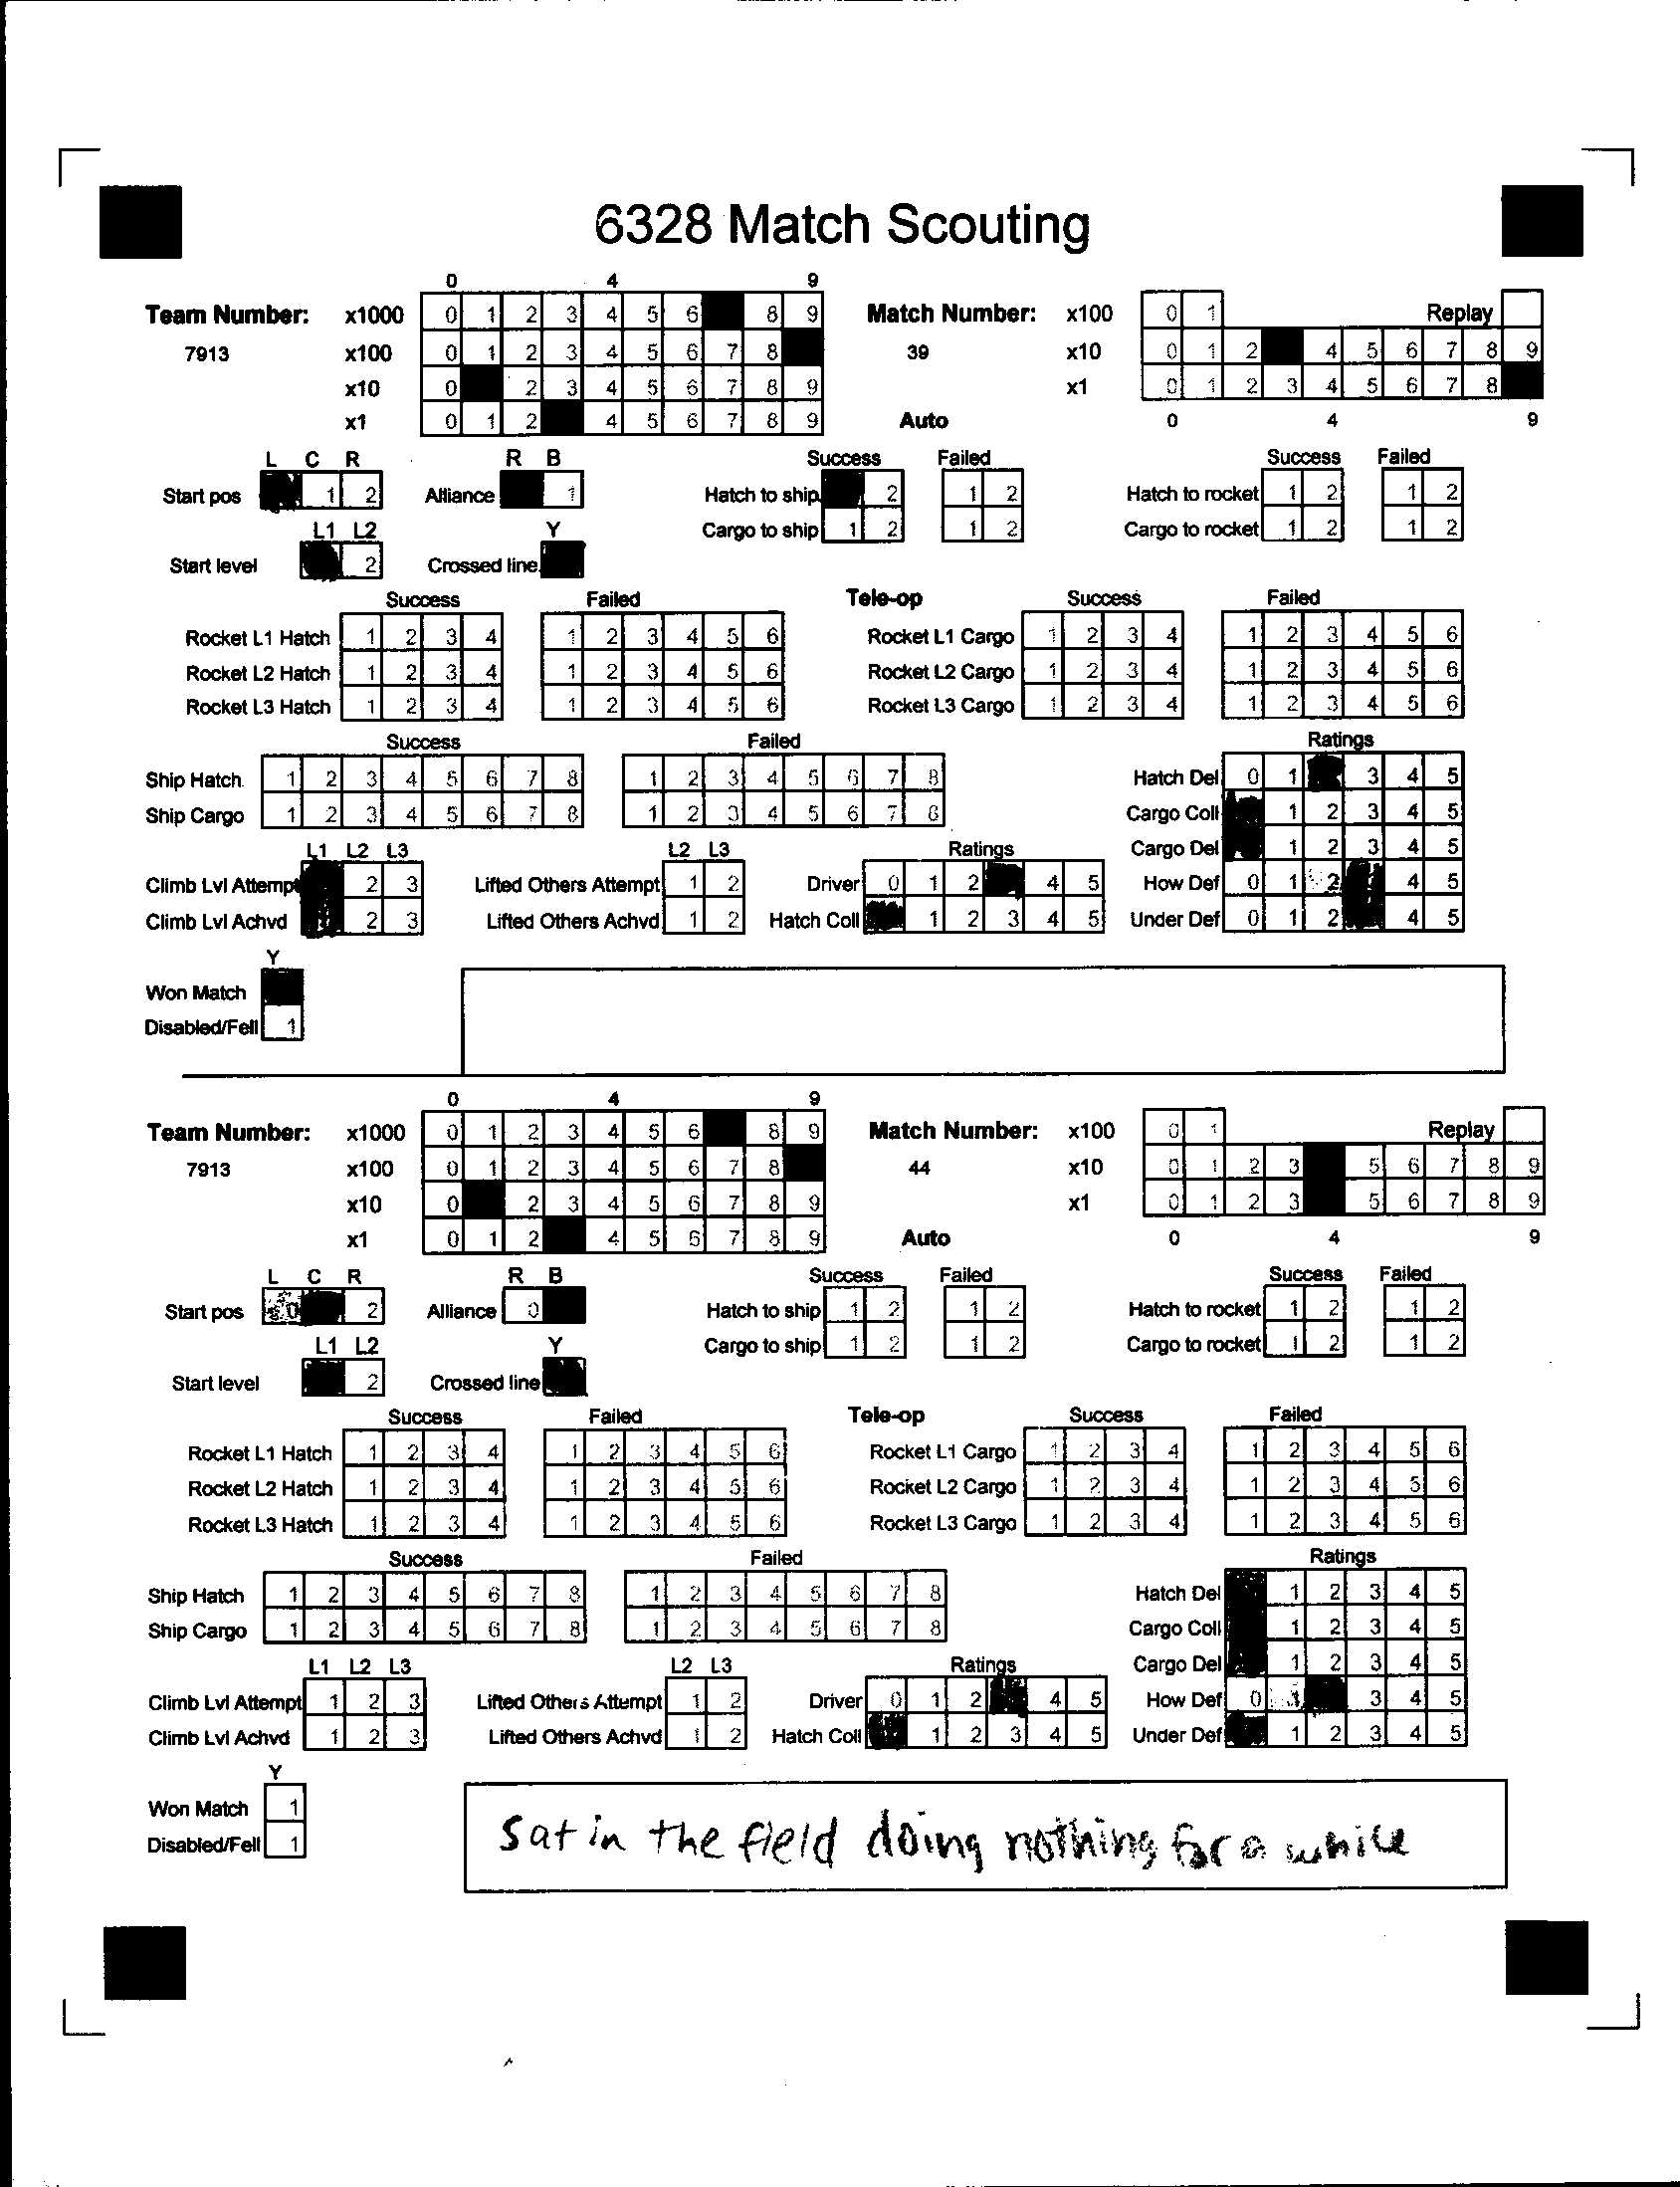 6328 Match Scouting
0 4 9
Team Number: x1000 0 1 2 3 4 5 6 8 9 Match Number: x100 0 1 Replay
7913 x100 0 1 2 3 4 5 6 7 8 39 x10 0 1 2 4 5 6 7 8 9
x10 0 2 3 4 5 6 7 8 9 x1 0 1 2 3 4 5 6 7 8
x1 0 1 2 4 5 6 7 8 9 Auto 0 4 9
L C R R B Success Failed Success Failed
Start pos 1 2 Alliance 1 Hatch to ship 2 1 2 Hatch to rocket 1 2 1 2
L1 L2 Y Cargo to ship 1 2 1 2 Cargo to rocket 1 2 1 2
Start level 2 Crossed line
Success Failed Tele-op Success Failed
Rocket L1 Hatch 1 2 3 4 1 2 3 4 5 6 Rocket L1 Cargo 1 2 3 4 1 2 3 4 5 6
Rocket L2 Hatch 1 2 3 4 1 2 3 4 5 6 Rocket L2 Cargo 1 2 3 4 1 2 3 4 5 6
Rocket L3 Hatch 1 2 3 4 1 2 3 4 5 6 Rocket L3 Cargo 1 2 3 4 1 2 3 4 5 6
Success Failed Ratings
Ship Hatch 1 2 3 4 5 6 7 8 1 2 3 4 5 6 7 8 Hatch Del 0 1 3 4 5
Ship Cargo 1 2 3 4 5 6 7 8 1 2 3 4 5 6 7 8 Cargo Coll 1 2 3 4 5
L1 L2 L3 L2 L3 Ratings Cargo Del 1 2 3 4 5
Climb Lvl Attempt 2 3 Lifted Others Attempt 1 2 Driver 0 1 2 4 5 How Def 0 1 2 4 5
Climb Lvl Achvd 2 3 Lifted Others Achvd 1 2 Hatch Coll 1 2 3 4 5 Under Def 0 1 2 4 5
Y
Won Match
Disabled/Fell 1
0 4 9
Team Number: x1000 0 1 2 3 4 5 6 8 9 Match Number: x100 0 1 Replay
7913 x100 0 1 2 3 4 5 6 7 8 44 x10 0 1 2 3 5 6 7 8 9
x10 0 2 3 4 5 6 7 8 9 x1 0 1 2 3 5 6 7 8 9
x1 0 1 2 4 5 6 7 8 9 Auto 0 4 9
L C R R B Success Failed Success Failed
Start pos 0 2 Alliance 0 Hatch to ship 1 2 1 2 Hatch to rocket 1 2 1 2
L1 L2 Y Cargo to ship 1 2 1 2 Cargo to rocket 1 2 1 2
Start level 2 Crossed line
Success Failed Tele-op Success Failed
Rocket L1 Hatch 1 2 3 4 1 2 3 4 5 6 Rocket L1 Cargo 1 2 3 4 1 2 3 4 5 6
Rocket L2 Hatch 1 2 3 4 1 2 3 4 5 6 Rocket L2 Cargo 1 2 3 4 1 2 3 4 5 6
Rocket L3 Hatch 1 2 3 4 1 2 3 4 5 6 Rocket L3 Cargo 1 2 3 4 1 2 3 4 5 6
Success Failed Ratings
Ship Hatch 1 2 3 4 5 6 7 8 1 2 3 4 5 6 7 8 Hatch Del 1 2 3 4 5
Ship Cargo 1 2 3 4 5 6 7 8 1 2 3 4 5 6 7 8 Cargo Coll 1 2 3 4 5
L1 L2 L3 L2 L3 Ratings Cargo Del 1 2 3 4 5
Climb Lvl Attempt 1 2 3 Lifted Others Attempt 1 2 Driver 0 1 2 4 5 How Def 0 1 3 4 5
Climb Lvl Achvd 1 2 3 Lifted Others Achvd 1 2 Hatch Coll 1 2 3 4 5 Under Def 1 2 3 4 5
Y
Won Match 1
Disabled/Fell 1
Sat in the field doing nothing for a while